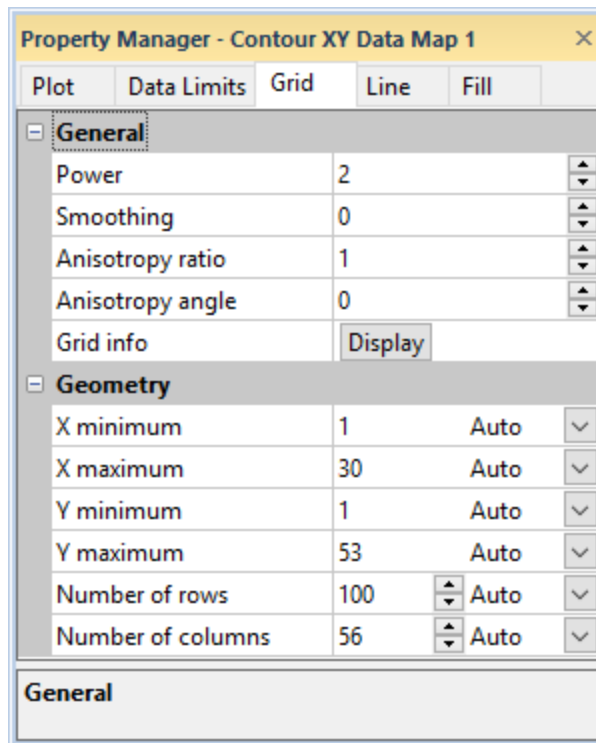 Property Manager - Contour XY Data Map 1
Plot Data Limits Grid Line Fill
General
Power 2
Smoothing 0
Anisotropy ratio 1
Anisotropy angle 0
Grid info Display
Geometry
X minimum 1 Auto
X maximum 30 Auto
Y minimum 1 Auto
Y maximum 53 Auto
Number of rows 100 Auto
Number of columns 56 Auto
General